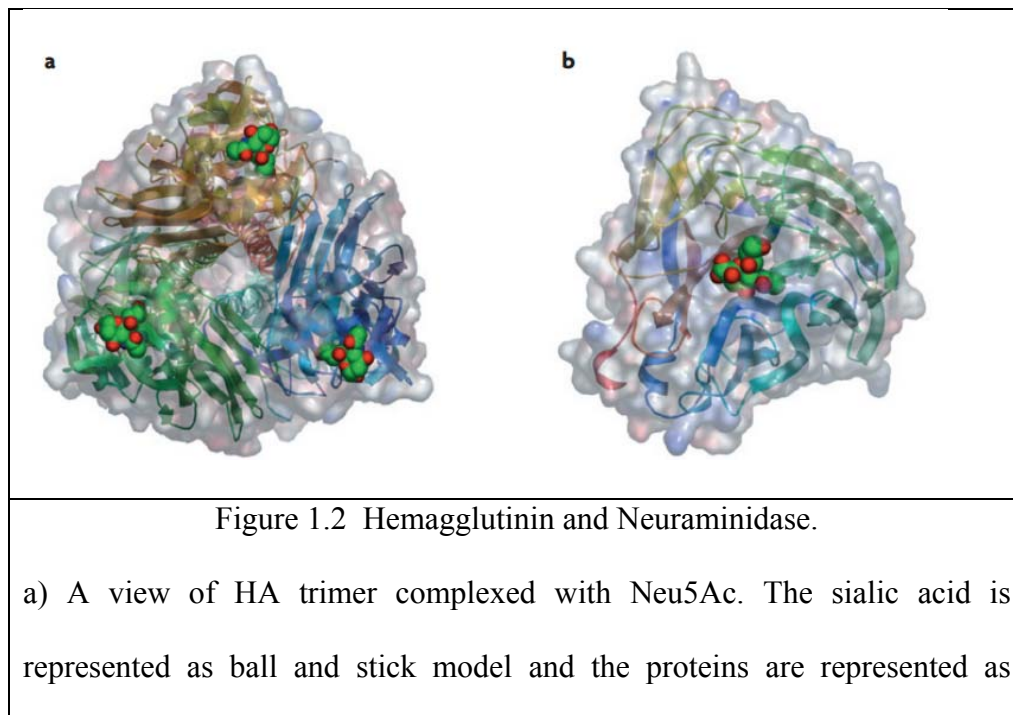 a b
Figure 1.2 Hemagglutinin and Neuraminidase.
a) A view of HA trimer complexed with Neu5Ac. The sialic acid is
represented as ball and stick model and the proteins are represented as